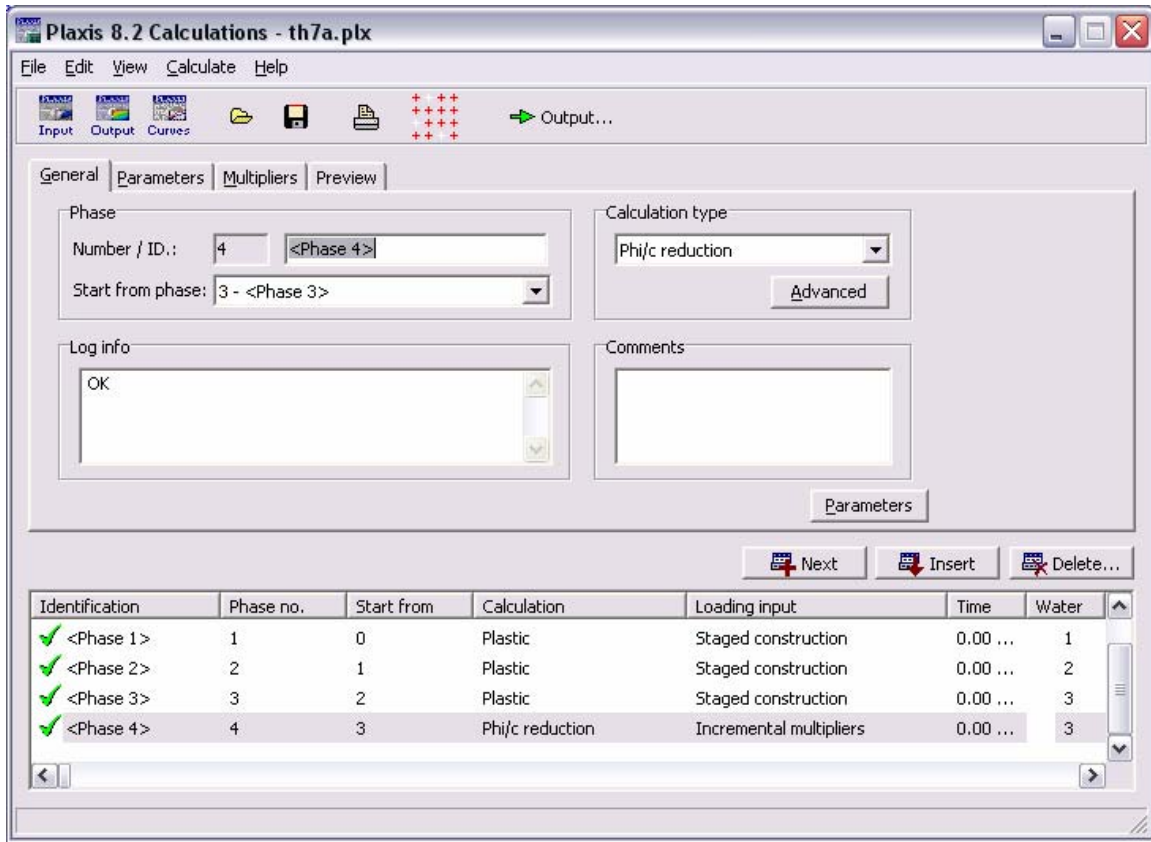 Plaxis 8.2 Calculations - th7a.plx
File Edit View Calculate Help
PLAXIS PLAXIS PLAXIS
Input Output Curves Output...
General Parameters Multipliers Preview
Phase
Number / ID.: 4 <Phase 4>
Start from phase: 3 - <Phase 3>
Calculation type
Phi/c reduction
Advanced
Log info
OK
Comments
Parameters
Next Insert Delete...
Identification Phase no. Start from Calculation Loading input Time Water
<Phase 1> 1 0 Plastic Staged construction 0.00 ... 1
<Phase 2> 2 1 Plastic Staged construction 0.00 ... 2
<Phase 3> 3 2 Plastic Staged construction 0.00 ... 3
<Phase 4> 4 3 Phi/c reduction Incremental multipliers 0.00 ... 3